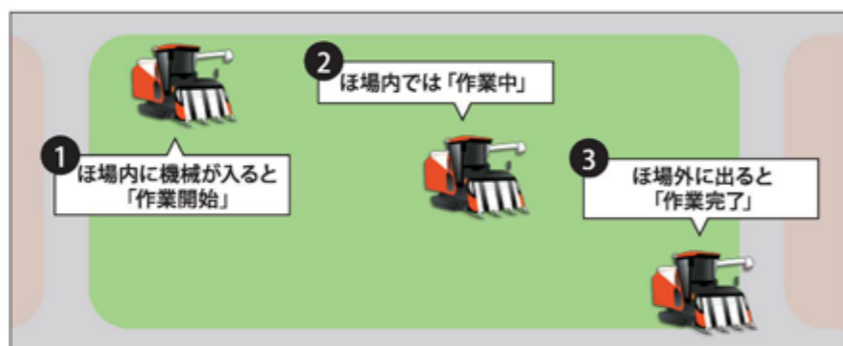 1
ほ場内に機械が入ると
「作業開始」
2
ほ場内では「作業中」
3
ほ場外に出ると
「作業完了」